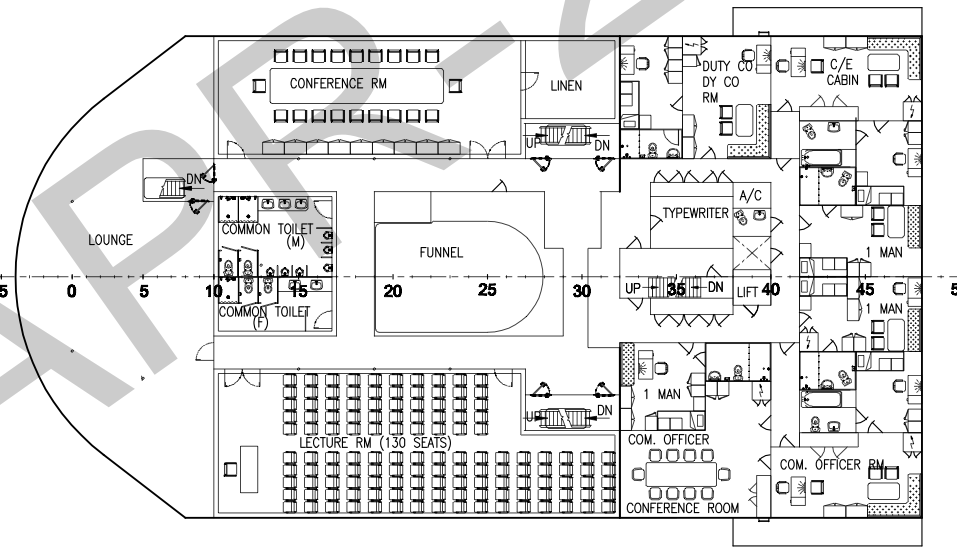 APR-2
CONFERENCE RM
LINEN
DUTY CO
DY CO
RM
C/E
CABIN
UP
DN
DN
A/C
TYPEWRITER
LOUNGE
COMMON TOILET
(M)
FUNNEL
1 MAN
5 0 5 10 15 20 25 30 35 40 45 5
UP
DN
LIFT
COMMON TOILET
(F)
1 MAN
1 MAN
UP
DN
LECTURE RM (130 SEATS)
COM. OFFICER
CONFERENCE ROOM
COM. OFFICER RM